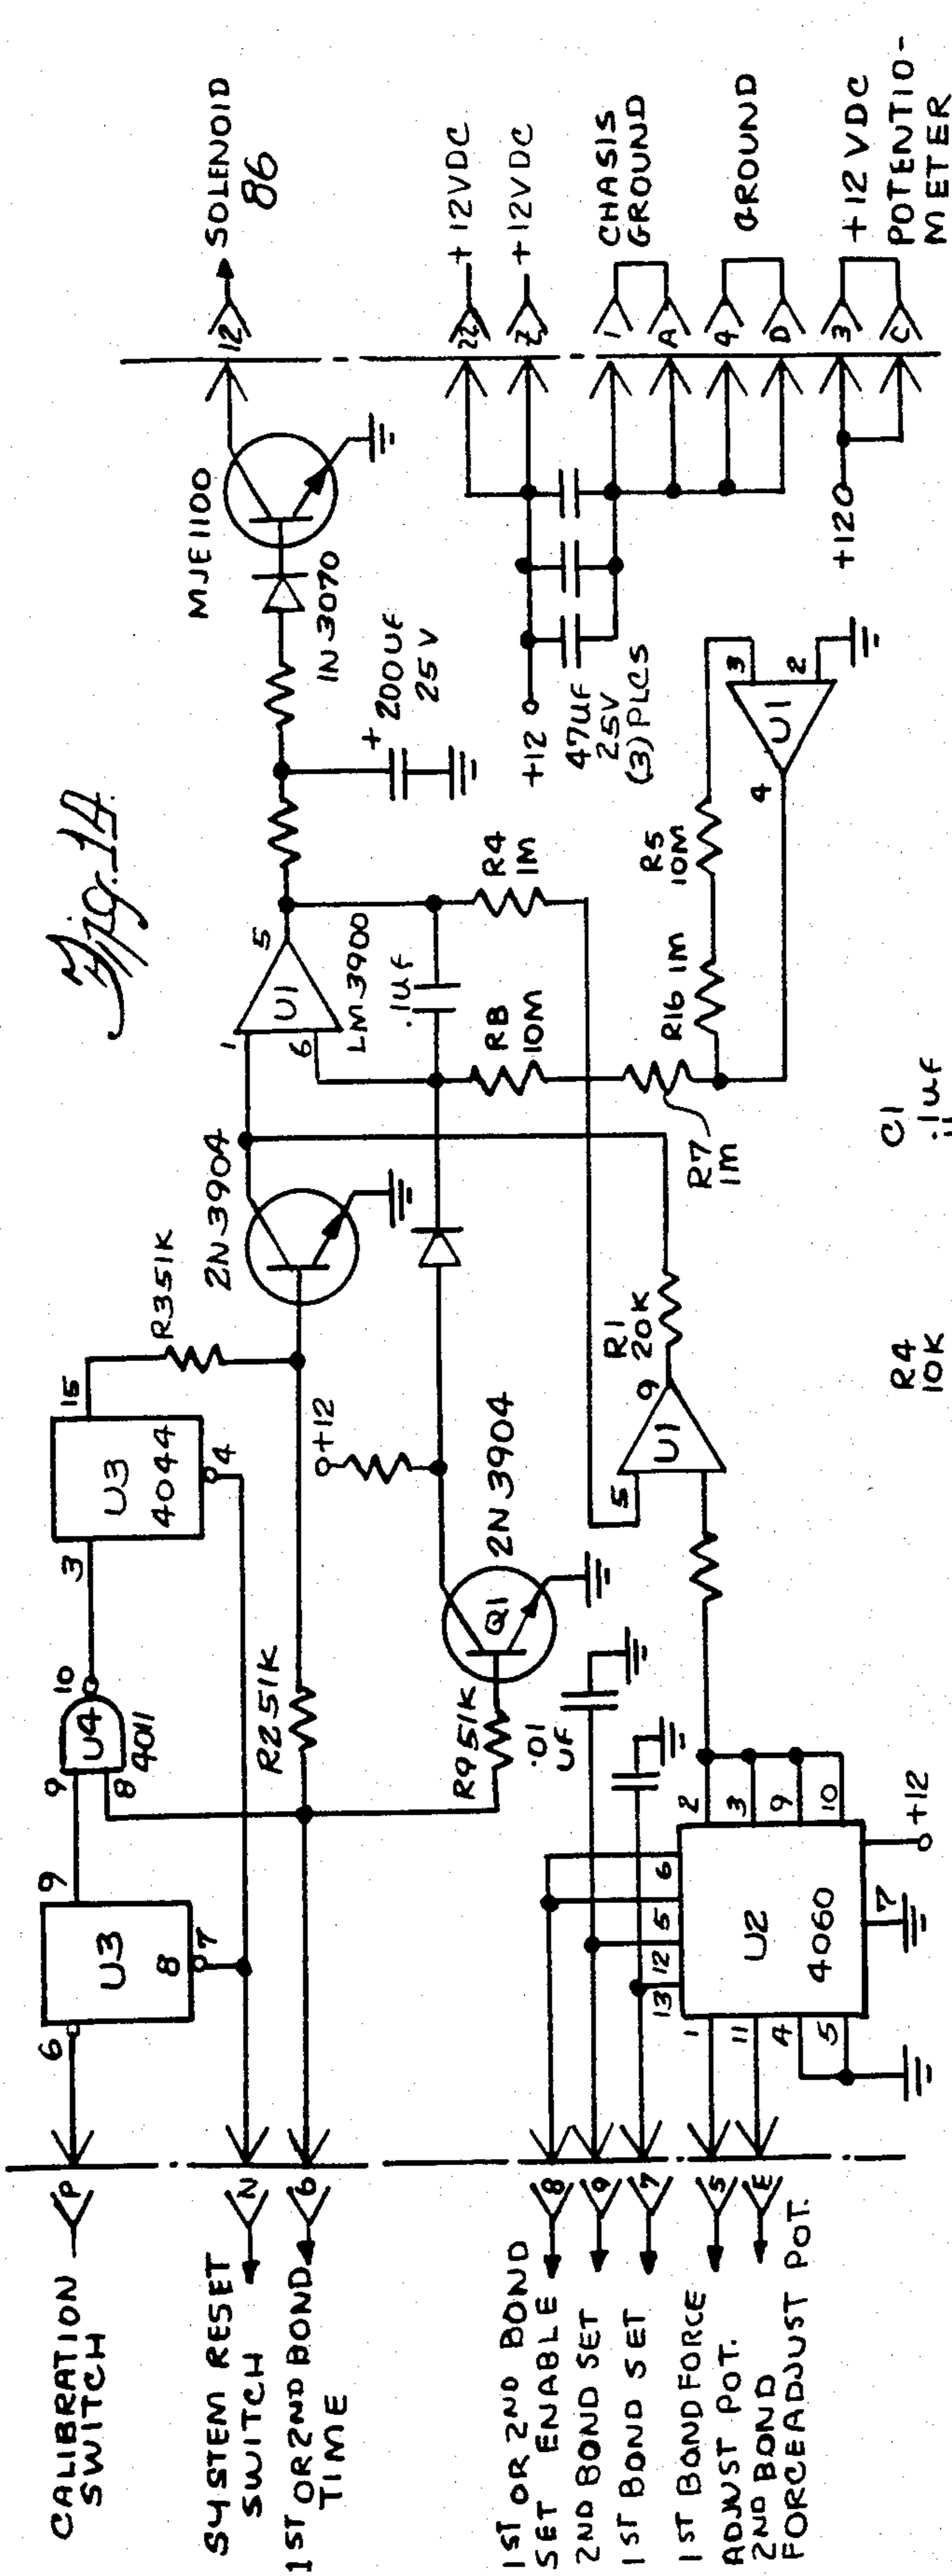 Fig. 14
CALIBRATION
SWITCH
P
6
U3
8
7
9
9
8
U4
4011
10
3
U3
4044
15
4
R3 51K
SYSTEM RESET
SWITCH
N
1ST OR 2ND BOND
TIME
6
R2 51K
2N3904
+12
R9 51K
Q1
2N3904
1
6
U1
5
LM3900
.1uf
MJE1100
1N3070
+
200UF
25V
12
SOLENOID
86
R8
10M
R4
1M
R7
1M
R16 1M
R5
10M
U1
4
3
2
+12
47UF
25V
(3) PLCS
22
+12VDC
Z
+12VDC
1
A
CHASIS
GROUND
4
D
GROUND
+12
3
C
+12VDC
POTENTIO-
METER
1ST OR 2ND BOND
SET ENABLE
8
2ND BOND SET
9
1ST BOND SET
7
1ST BOND FORCE
ADJUST POT.
5
2ND BOND
FORCE ADJUST POT.
E
.01
UF
13
12
5
6
1
11
4
5
U2
4060
2
3
9
10
7
+12
5
U1
9
R1
20K
R4
10K
C1
.1uf